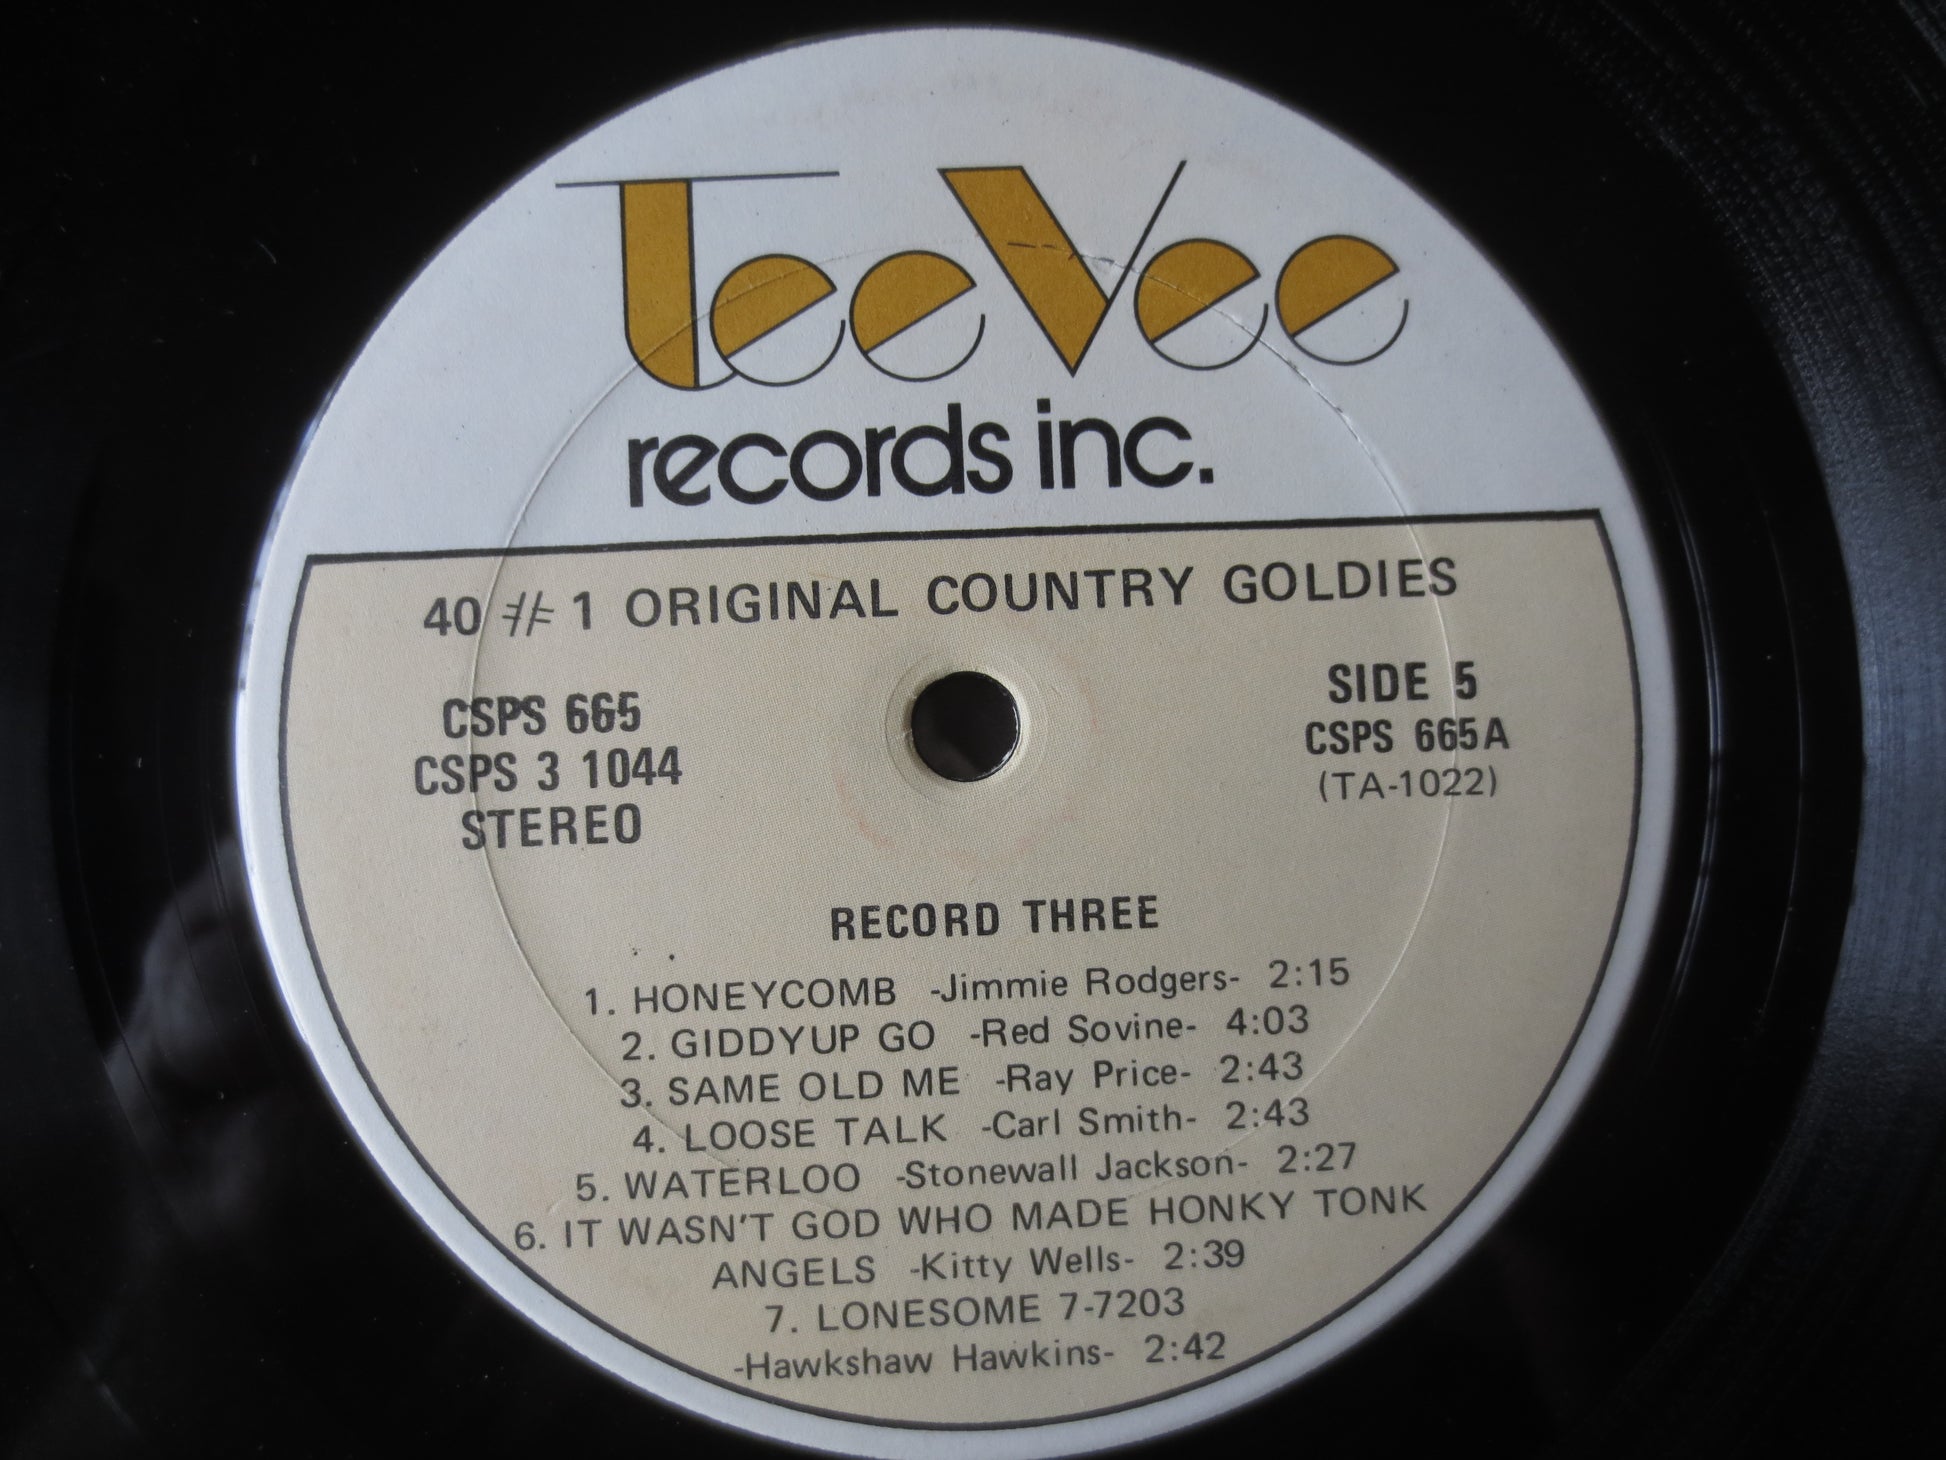 TeeVee
records inc.
40 # 1 ORIGINAL COUNTRY GOLDIES
CSPS 665
CSPS 3 1044
STEREO
SIDE 5
CSPS 665A
(TA-1022)
RECORD THREE
1. HONEYCOMB -Jimmie Rodgers- 2:15
2. GIDDYUP GO -Red Sovine- 4:03
3. SAME OLD ME -Ray Price- 2:43
4. LOOSE TALK -Carl Smith- 2:43
5. WATERLOO -Stonewall Jackson- 2:27
6. IT WASN'T GOD WHO MADE HONKY TONK
ANGELS -Kitty Wells- 2:39
7. LONESOME 7-7203
-Hawkshaw Hawkins- 2:42